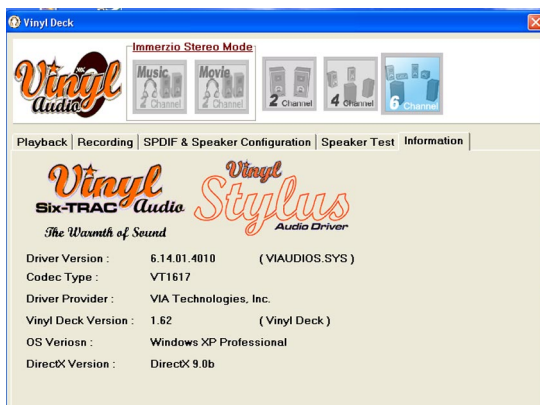 Vinyl Deck
Immerzio Stereo Mode
Vinyl Audio
Music 2 Channel
Movie 2 Channel
2 Channel
4 Channel
6 Channel
Playback Recording SPDIF & Speaker Configuration Speaker Test Information
Vinyl
Six-TRAC Audio
The Warmth of Sound
Vinyl
Stylus
Audio Driver
Driver Version : 6.14.01.4010 ( VIAUDIOS.SYS )
Codec Type : VT1617
Driver Provider : VIA Technologies, Inc.
Vinyl Deck Version : 1.62 ( Vinyl Deck )
OS Veriosn : Windows XP Professional
DirectX Version : DirectX 9.0b